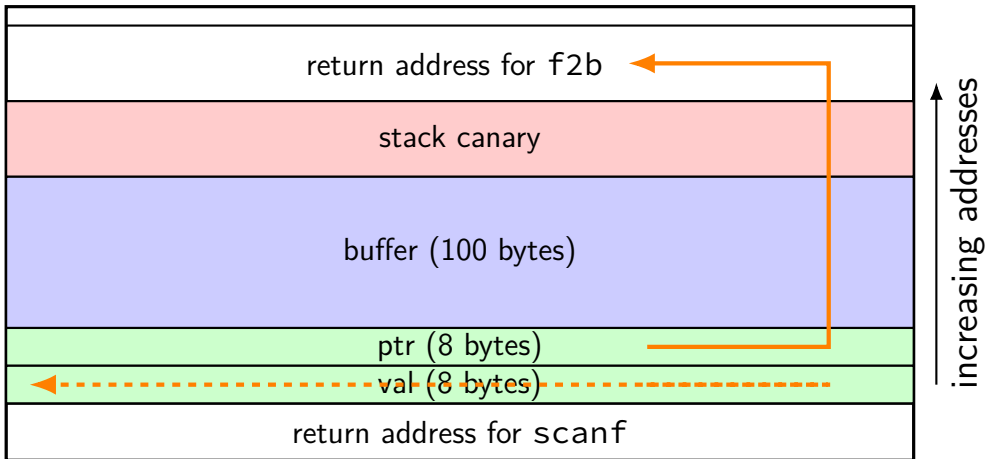 return address for f2b
stack canary
buffer (100 bytes)
ptr (8 bytes)
val (8 bytes)
return address for scanf
increasing addresses